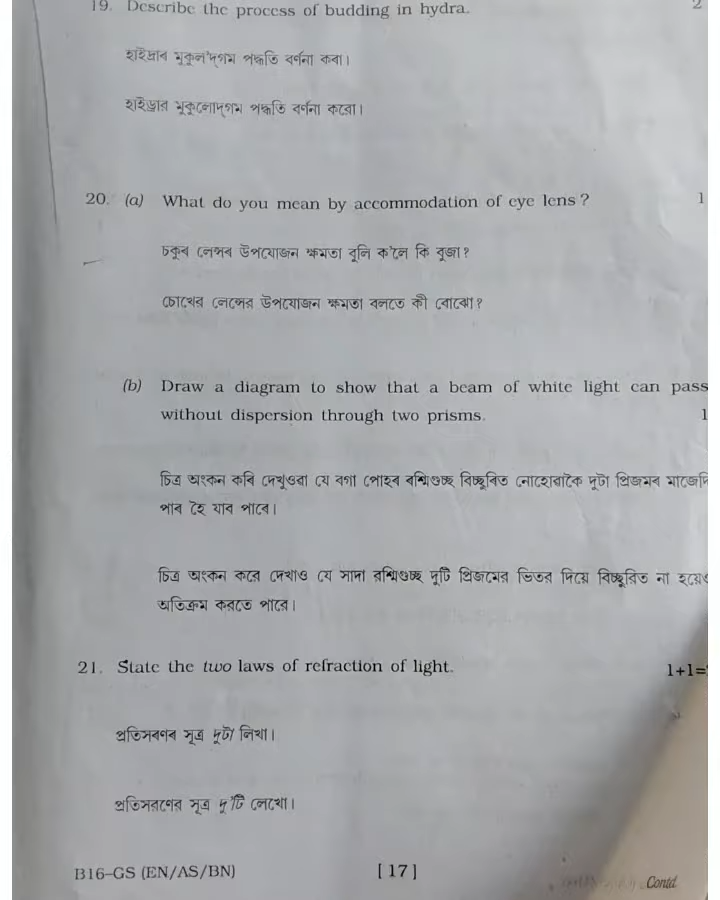 19. Describe the process of budding in hydra. 2
হাইড্ৰাৰ মুকুল'দ্গম পদ্ধতি বৰ্ণনা কৰা।
হাইড্রার মুকুলোদ্গম পদ্ধতি বর্ণনা করো।
20. (a) What do you mean by accommodation of eye lens? 1
চকুৰ লেন্সৰ উপযোজন ক্ষমতা বুলি ক'লে কি বুজা?
চোখের লেন্সের উপযোজন ক্ষমতা বলতে কী বোঝো?
(b) Draw a diagram to show that a beam of white light can pass
without dispersion through two prisms. 1
চিত্ৰ অংকন কৰি দেখুওৱা যে বগা পোহৰ ৰশ্মিগুচ্ছ বিচ্ছুৰিত নোহোৱাকৈ দুটা প্ৰিজমৰ মাজেদি
পাৰ হৈ যাব পাৰে।
চিত্র অংকন করে দেখাও যে সাদা রশ্মিগুচ্ছ দুটি প্রিজমের ভিতর দিয়ে বিচ্ছুরিত না হয়েও
অতিক্রম করতে পারে।
21. State the two laws of refraction of light. 1+1=
প্ৰতিসৰণৰ সূত্ৰ দুটা লিখা।
প্রতিসরণের সূত্র দু'টি লেখো।
B16-GS (EN/AS/BN) [ 17 ] Contd